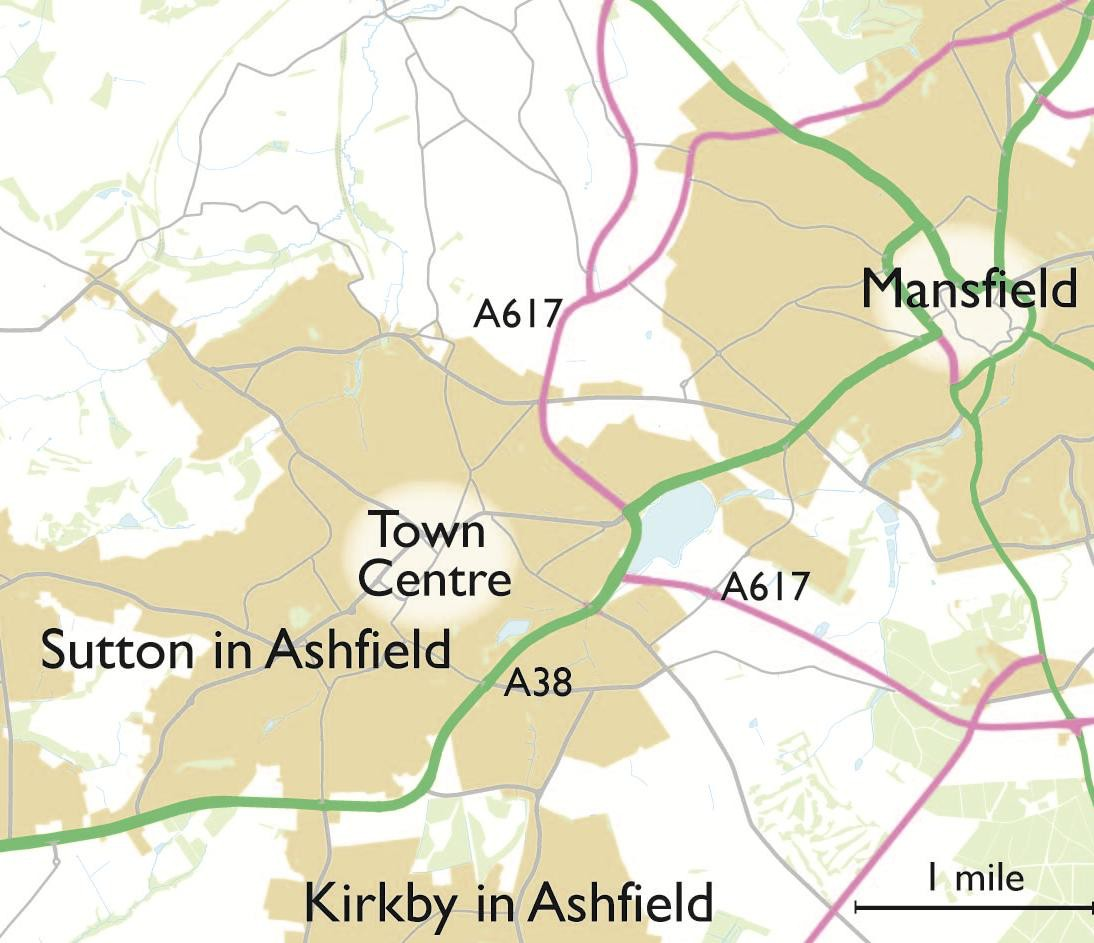 Mansfield
A617
Town
Centre
A617
Sutton in Ashfield
A38
1 mile
Kirkby in Ashfield